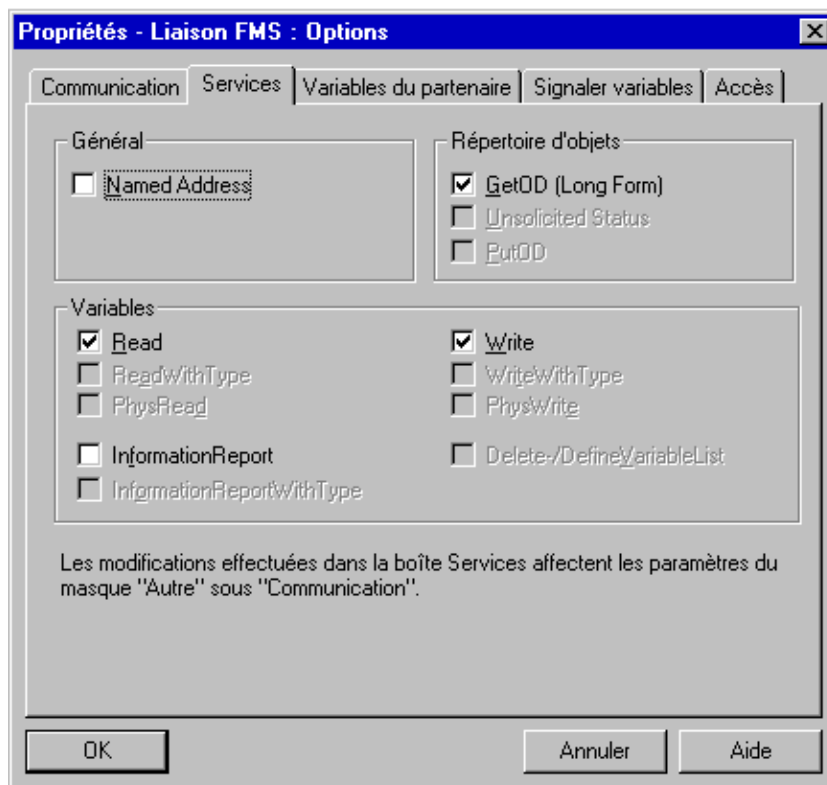 Propriétés - Liaison FMS : Options
Communication Services Variables du partenaire Signaler variables Accès
Général
Named Address
Répertoire d'objets
GetOD (Long Form)
Unsolicited Status
PutOD
Variables
Read Write
ReadWithType WriteWithType
PhysRead PhysWrite
InformationReport Delete-/DefineVariableList
InformationReportWithType
Les modifications effectuées dans la boîte Services affectent les paramètres du
masque "Autre" sous "Communication".
OK Annuler Aide